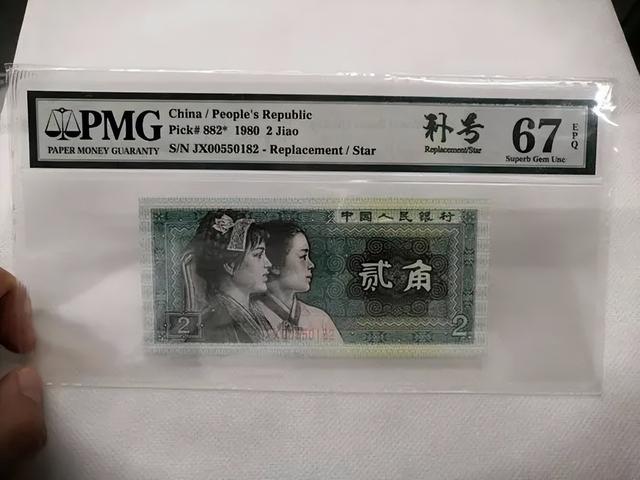 PMG
PAPER MONEY GUARANTY
China / People's Republic
Pick# 882* 1980 2 Jiao
S/N JX00550182 - Replacement / Star
补号
Replacement/Star
67
EPQ
Superb Gem Unc
中国人民银行
贰角
2
JX00550182
2